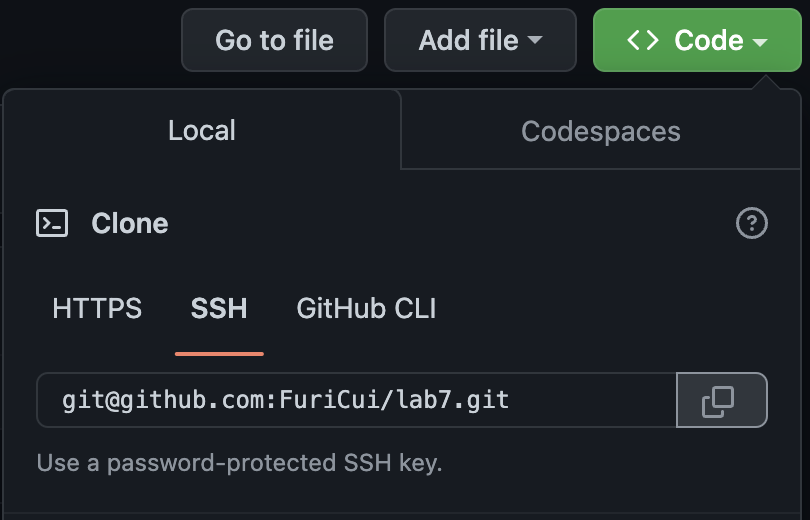 Go to file
Add file
<> Code
Local
Codespaces
Clone
?
HTTPS
SSH
GitHub CLI
git@github.com:FuriCui/lab7.git
Use a password-protected SSH key.